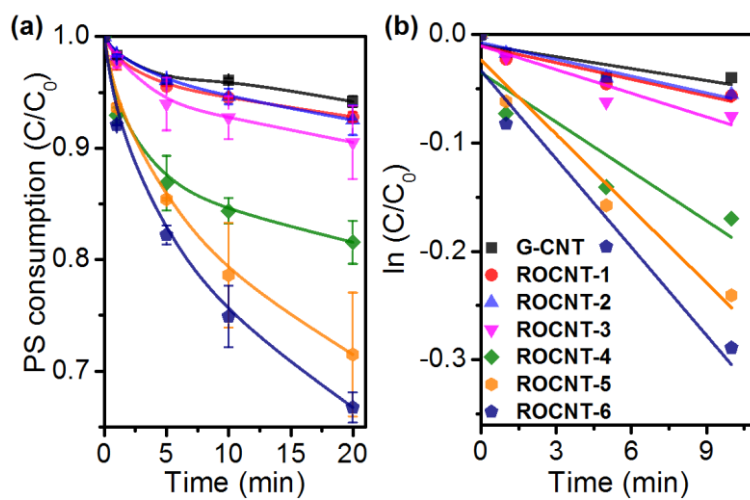 (a)
PS consumption (C/C₀)
1.0
0.9
0.8
0.7
0
5
10
15
20
Time (min)
(b)
ln (C/C₀)
0.0
-0.1
-0.2
-0.3
G-CNT
ROCNT-1
ROCNT-2
ROCNT-3
ROCNT-4
ROCNT-5
ROCNT-6
0
3
6
9
Time (min)